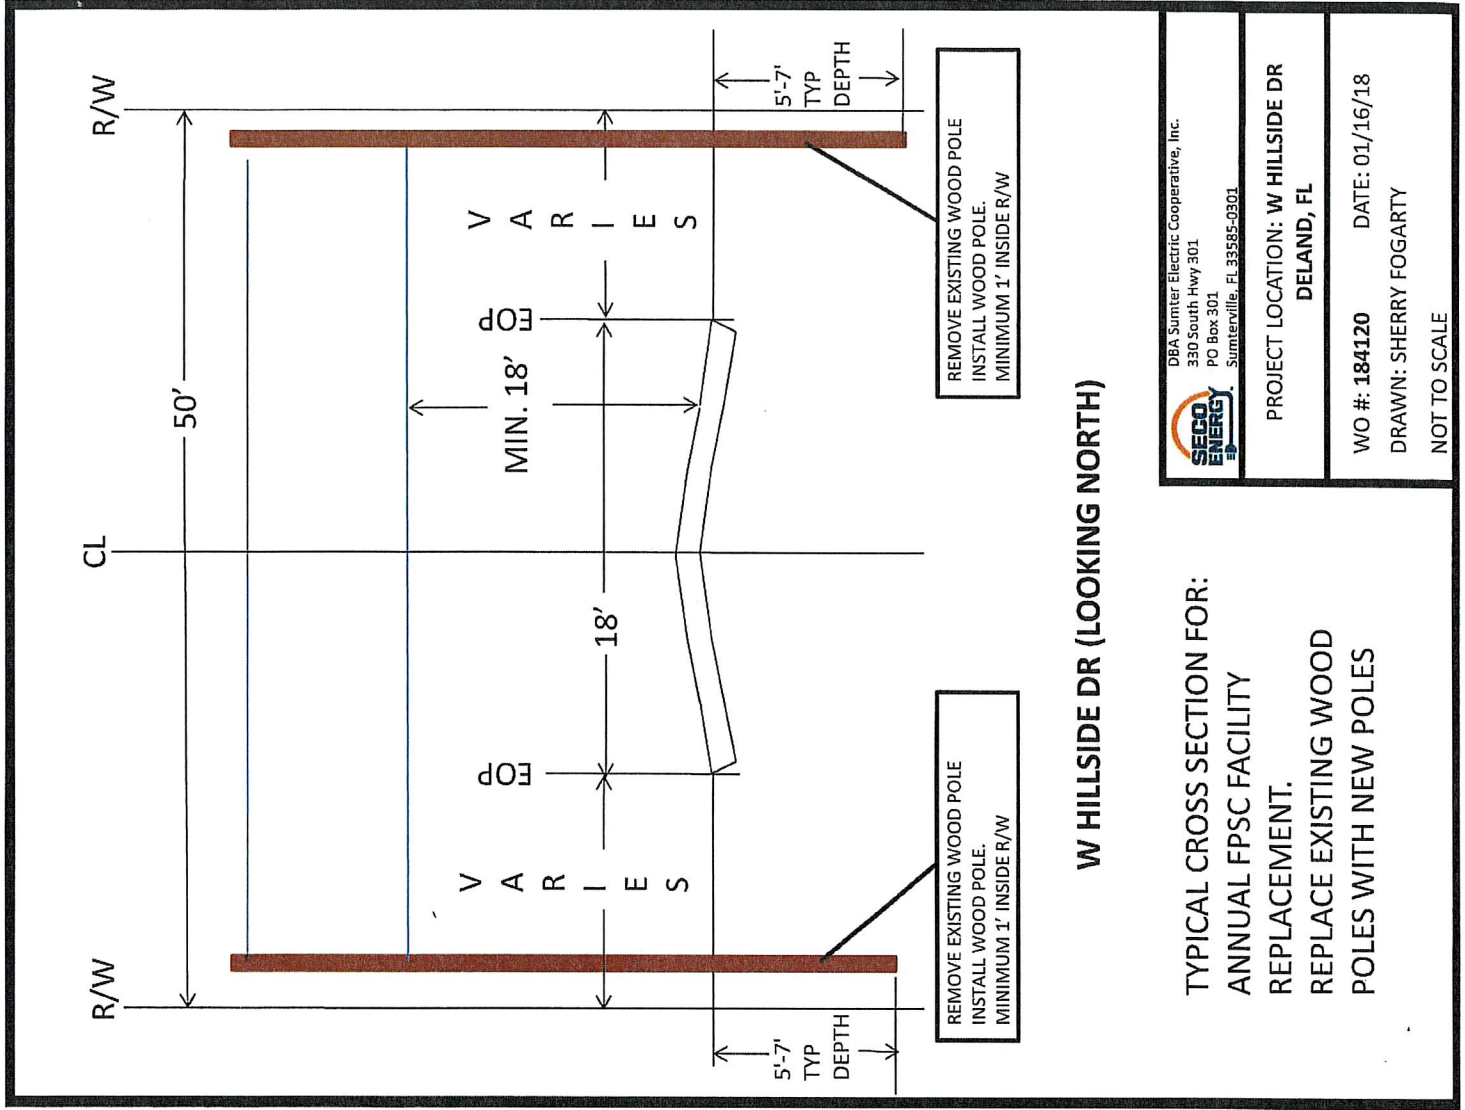 R/W
CL
R/W
50'
V
A
R
I
E
S
EOP
18'
MIN. 18'
EOP
V
A
R
I
E
S
5'-7'
TYP
DEPTH
5'-7'
TYP
DEPTH
REMOVE EXISTING WOOD POLE
INSTALL WOOD POLE.
MINIMUM 1' INSIDE R/W
REMOVE EXISTING WOOD POLE
INSTALL WOOD POLE.
MINIMUM 1' INSIDE R/W
W HILLSIDE DR (LOOKING NORTH)
TYPICAL CROSS SECTION FOR:
ANNUAL FPSC FACILITY
REPLACEMENT.
REPLACE EXISTING WOOD
POLES WITH NEW POLES
SECO
ENERGY
DBA Sumter Electric Cooperative, Inc.
330 South Hwy 301
PO Box 301
Sumterville, FL 33585-0301
PROJECT LOCATION: W HILLSIDE DR
DELAND, FL
WO #: 184120 DATE: 01/16/18
DRAWN: SHERRY FOGARTY
NOT TO SCALE